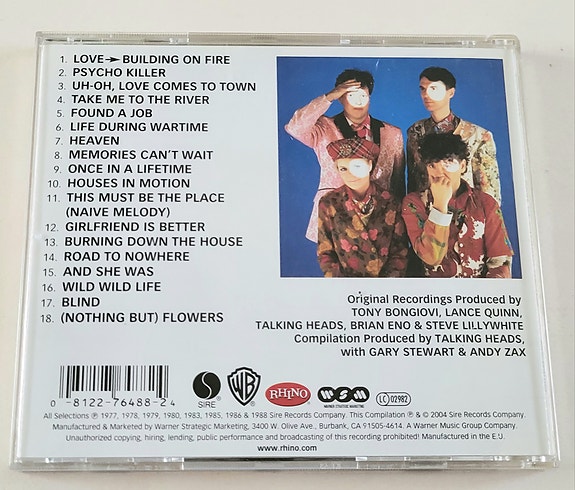 1. LOVE→BUILDING ON FIRE
2. PSYCHO KILLER
3. UH-OH, LOVE COMES TO TOWN
4. TAKE ME TO THE RIVER
5. FOUND A JOB
6. LIFE DURING WARTIME
7. HEAVEN
8. MEMORIES CAN'T WAIT
9. ONCE IN A LIFETIME
10. HOUSES IN MOTION
11. THIS MUST BE THE PLACE
(NAIVE MELODY)
12. GIRLFRIEND IS BETTER
13. BURNING DOWN THE HOUSE
14. ROAD TO NOWHERE
15. AND SHE WAS
16. WILD WILD LIFE
17. BLIND
18. (NOTHING BUT) FLOWERS
Original Recordings Produced by
TONY BONGIOVI, LANCE QUINN,
TALKING HEADS, BRIAN ENO & STEVE LILLYWHITE
Compilation Produced by TALKING HEADS,
with GARY STEWART & ANDY ZAX
0 8122-76488-2 4
SIRE
WB
RHINO
WSM
WARNER STRATEGIC MARKETING
LC 02982
All Selections ℗ 1977, 1978, 1979, 1980, 1983, 1985, 1986 & 1988 Sire Records Company. This Compilation ℗ & © 2004 Sire Records Company.
Manufactured & Marketed by Warner Strategic Marketing, 3400 W. Olive Ave., Burbank, CA 91505-4614. A Warner Music Group Company.
Unauthorized copying, hiring, lending, public performance and broadcasting of this recording prohibited! Manufactured in the E.U.
www.rhino.com